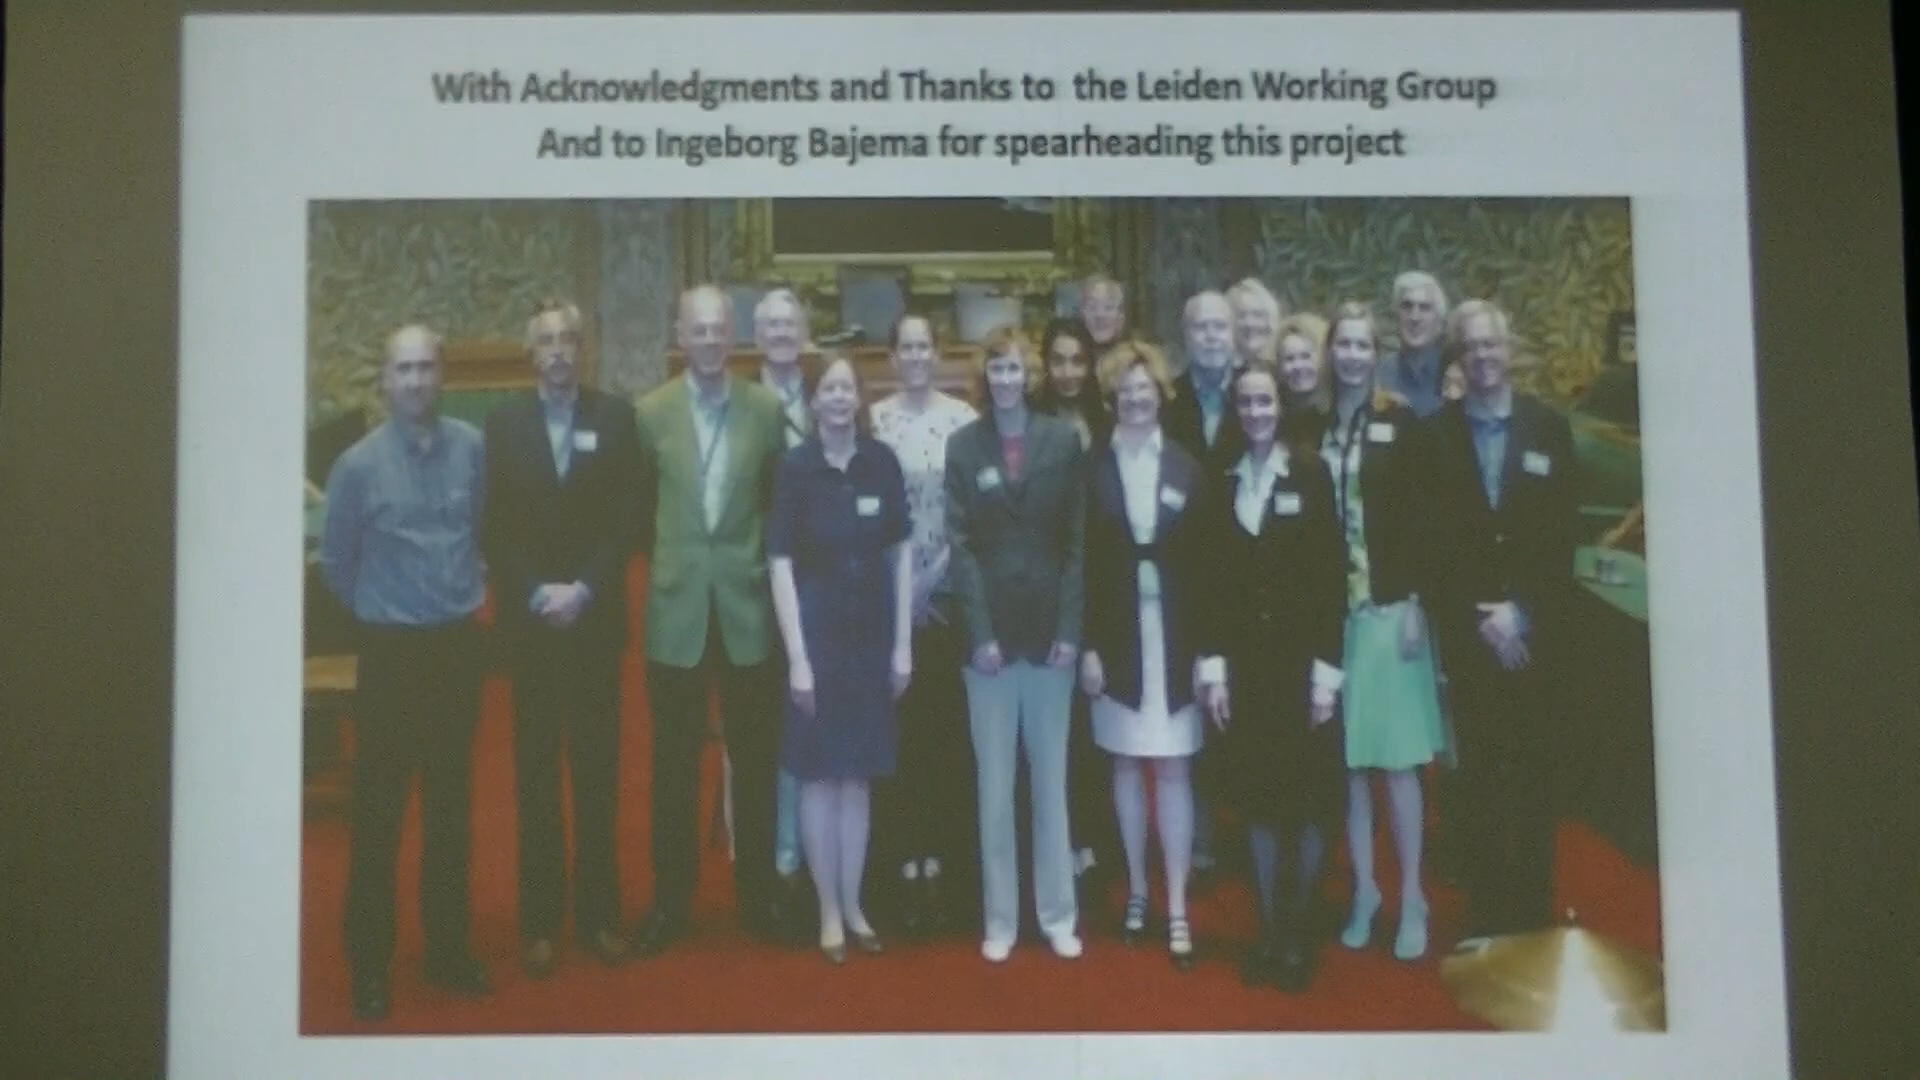 With Acknowledgments and Thanks to the Leiden Working Group
And to Ingeborg Bajema for spearheading this project